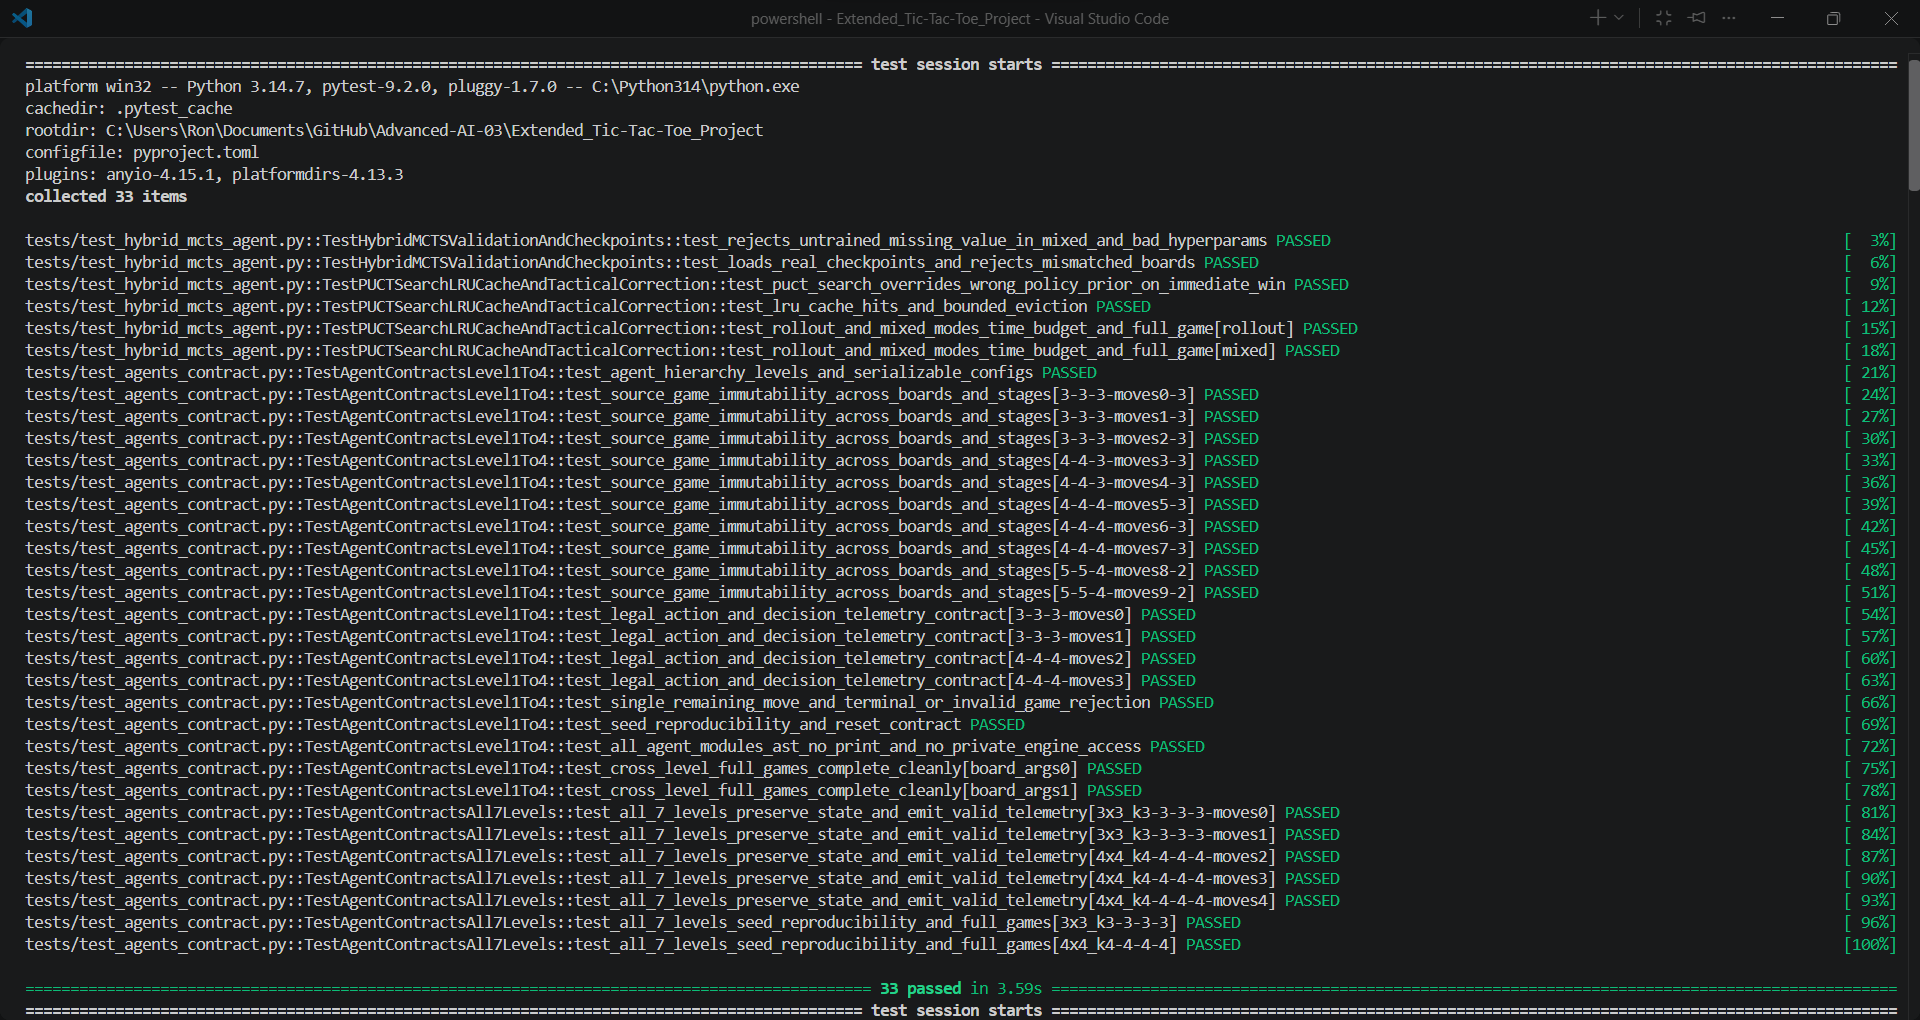 powershell - Extended_Tic-Tac-Toe_Project - Visual Studio Code
============================================================================================= test session starts ==============================================================================================
platform win32 -- Python 3.14.7, pytest-9.2.0, pluggy-1.7.0 -- C:\Python314\python.exe
cachedir: .pytest_cache
rootdir: C:\Users\Ron\Documents\GitHub\Advanced-AI-03\Extended_Tic-Tac-Toe_Project
configfile: pyproject.toml
plugins: anyio-4.15.1, platformdirs-4.13.3
collected 33 items
tests/test_hybrid_mcts_agent.py::TestHybridMCTSValidationAndCheckpoints::test_rejects_untrained_missing_value_in_mixed_and_bad_hyperparams PASSED [  3%]
tests/test_hybrid_mcts_agent.py::TestHybridMCTSValidationAndCheckpoints::test_loads_real_checkpoints_and_rejects_mismatched_boards PASSED [  6%]
tests/test_hybrid_mcts_agent.py::TestPUCTSearchLRUCacheAndTacticalCorrection::test_puct_search_overrides_wrong_policy_prior_on_immediate_win PASSED [  9%]
tests/test_hybrid_mcts_agent.py::TestPUCTSearchLRUCacheAndTacticalCorrection::test_lru_cache_hits_and_bounded_eviction PASSED [ 12%]
tests/test_hybrid_mcts_agent.py::TestPUCTSearchLRUCacheAndTacticalCorrection::test_rollout_and_mixed_modes_time_budget_and_full_game[rollout] PASSED [ 15%]
tests/test_hybrid_mcts_agent.py::TestPUCTSearchLRUCacheAndTacticalCorrection::test_rollout_and_mixed_modes_time_budget_and_full_game[mixed] PASSED [ 18%]
tests/test_agents_contract.py::TestAgentContractsLevel1To4::test_agent_hierarchy_levels_and_serializable_configs PASSED [ 21%]
tests/test_agents_contract.py::TestAgentContractsLevel1To4::test_source_game_immutability_across_boards_and_stages[3-3-3-moves0-3] PASSED [ 24%]
tests/test_agents_contract.py::TestAgentContractsLevel1To4::test_source_game_immutability_across_boards_and_stages[3-3-3-moves1-3] PASSED [ 27%]
tests/test_agents_contract.py::TestAgentContractsLevel1To4::test_source_game_immutability_across_boards_and_stages[3-3-3-moves2-3] PASSED [ 30%]
tests/test_agents_contract.py::TestAgentContractsLevel1To4::test_source_game_immutability_across_boards_and_stages[4-4-3-moves3-3] PASSED [ 33%]
tests/test_agents_contract.py::TestAgentContractsLevel1To4::test_source_game_immutability_across_boards_and_stages[4-4-3-moves4-3] PASSED [ 36%]
tests/test_agents_contract.py::TestAgentContractsLevel1To4::test_source_game_immutability_across_boards_and_stages[4-4-4-moves5-3] PASSED [ 39%]
tests/test_agents_contract.py::TestAgentContractsLevel1To4::test_source_game_immutability_across_boards_and_stages[4-4-4-moves6-3] PASSED [ 42%]
tests/test_agents_contract.py::TestAgentContractsLevel1To4::test_source_game_immutability_across_boards_and_stages[4-4-4-moves7-3] PASSED [ 45%]
tests/test_agents_contract.py::TestAgentContractsLevel1To4::test_source_game_immutability_across_boards_and_stages[5-5-4-moves8-2] PASSED [ 48%]
tests/test_agents_contract.py::TestAgentContractsLevel1To4::test_source_game_immutability_across_boards_and_stages[5-5-4-moves9-2] PASSED [ 51%]
tests/test_agents_contract.py::TestAgentContractsLevel1To4::test_legal_action_and_decision_telemetry_contract[3-3-3-moves0] PASSED [ 54%]
tests/test_agents_contract.py::TestAgentContractsLevel1To4::test_legal_action_and_decision_telemetry_contract[3-3-3-moves1] PASSED [ 57%]
tests/test_agents_contract.py::TestAgentContractsLevel1To4::test_legal_action_and_decision_telemetry_contract[4-4-4-moves2] PASSED [ 60%]
tests/test_agents_contract.py::TestAgentContractsLevel1To4::test_legal_action_and_decision_telemetry_contract[4-4-4-moves3] PASSED [ 63%]
tests/test_agents_contract.py::TestAgentContractsLevel1To4::test_single_remaining_move_and_terminal_or_invalid_game_rejection PASSED [ 66%]
tests/test_agents_contract.py::TestAgentContractsLevel1To4::test_seed_reproducibility_and_reset_contract PASSED [ 69%]
tests/test_agents_contract.py::TestAgentContractsLevel1To4::test_all_agent_modules_ast_no_print_and_no_private_engine_access PASSED [ 72%]
tests/test_agents_contract.py::TestAgentContractsLevel1To4::test_cross_level_full_games_complete_cleanly[board_args0] PASSED [ 75%]
tests/test_agents_contract.py::TestAgentContractsLevel1To4::test_cross_level_full_games_complete_cleanly[board_args1] PASSED [ 78%]
tests/test_agents_contract.py::TestAgentContractsAll7Levels::test_all_7_levels_preserve_state_and_emit_valid_telemetry[3x3_k3-3-3-3-moves0] PASSED [ 81%]
tests/test_agents_contract.py::TestAgentContractsAll7Levels::test_all_7_levels_preserve_state_and_emit_valid_telemetry[3x3_k3-3-3-3-moves1] PASSED [ 84%]
tests/test_agents_contract.py::TestAgentContractsAll7Levels::test_all_7_levels_preserve_state_and_emit_valid_telemetry[4x4_k4-4-4-4-moves2] PASSED [ 87%]
tests/test_agents_contract.py::TestAgentContractsAll7Levels::test_all_7_levels_preserve_state_and_emit_valid_telemetry[4x4_k4-4-4-4-moves3] PASSED [ 90%]
tests/test_agents_contract.py::TestAgentContractsAll7Levels::test_all_7_levels_preserve_state_and_emit_valid_telemetry[4x4_k4-4-4-4-moves4] PASSED [ 93%]
tests/test_agents_contract.py::TestAgentContractsAll7Levels::test_all_7_levels_seed_reproducibility_and_full_games[3x3_k3-3-3-3] PASSED [ 96%]
tests/test_agents_contract.py::TestAgentContractsAll7Levels::test_all_7_levels_seed_reproducibility_and_full_games[4x4_k4-4-4-4] PASSED [100%]
============================================================================================== 33 passed in 3.59s ==============================================================================================
============================================================================================= test session starts ==============================================================================================